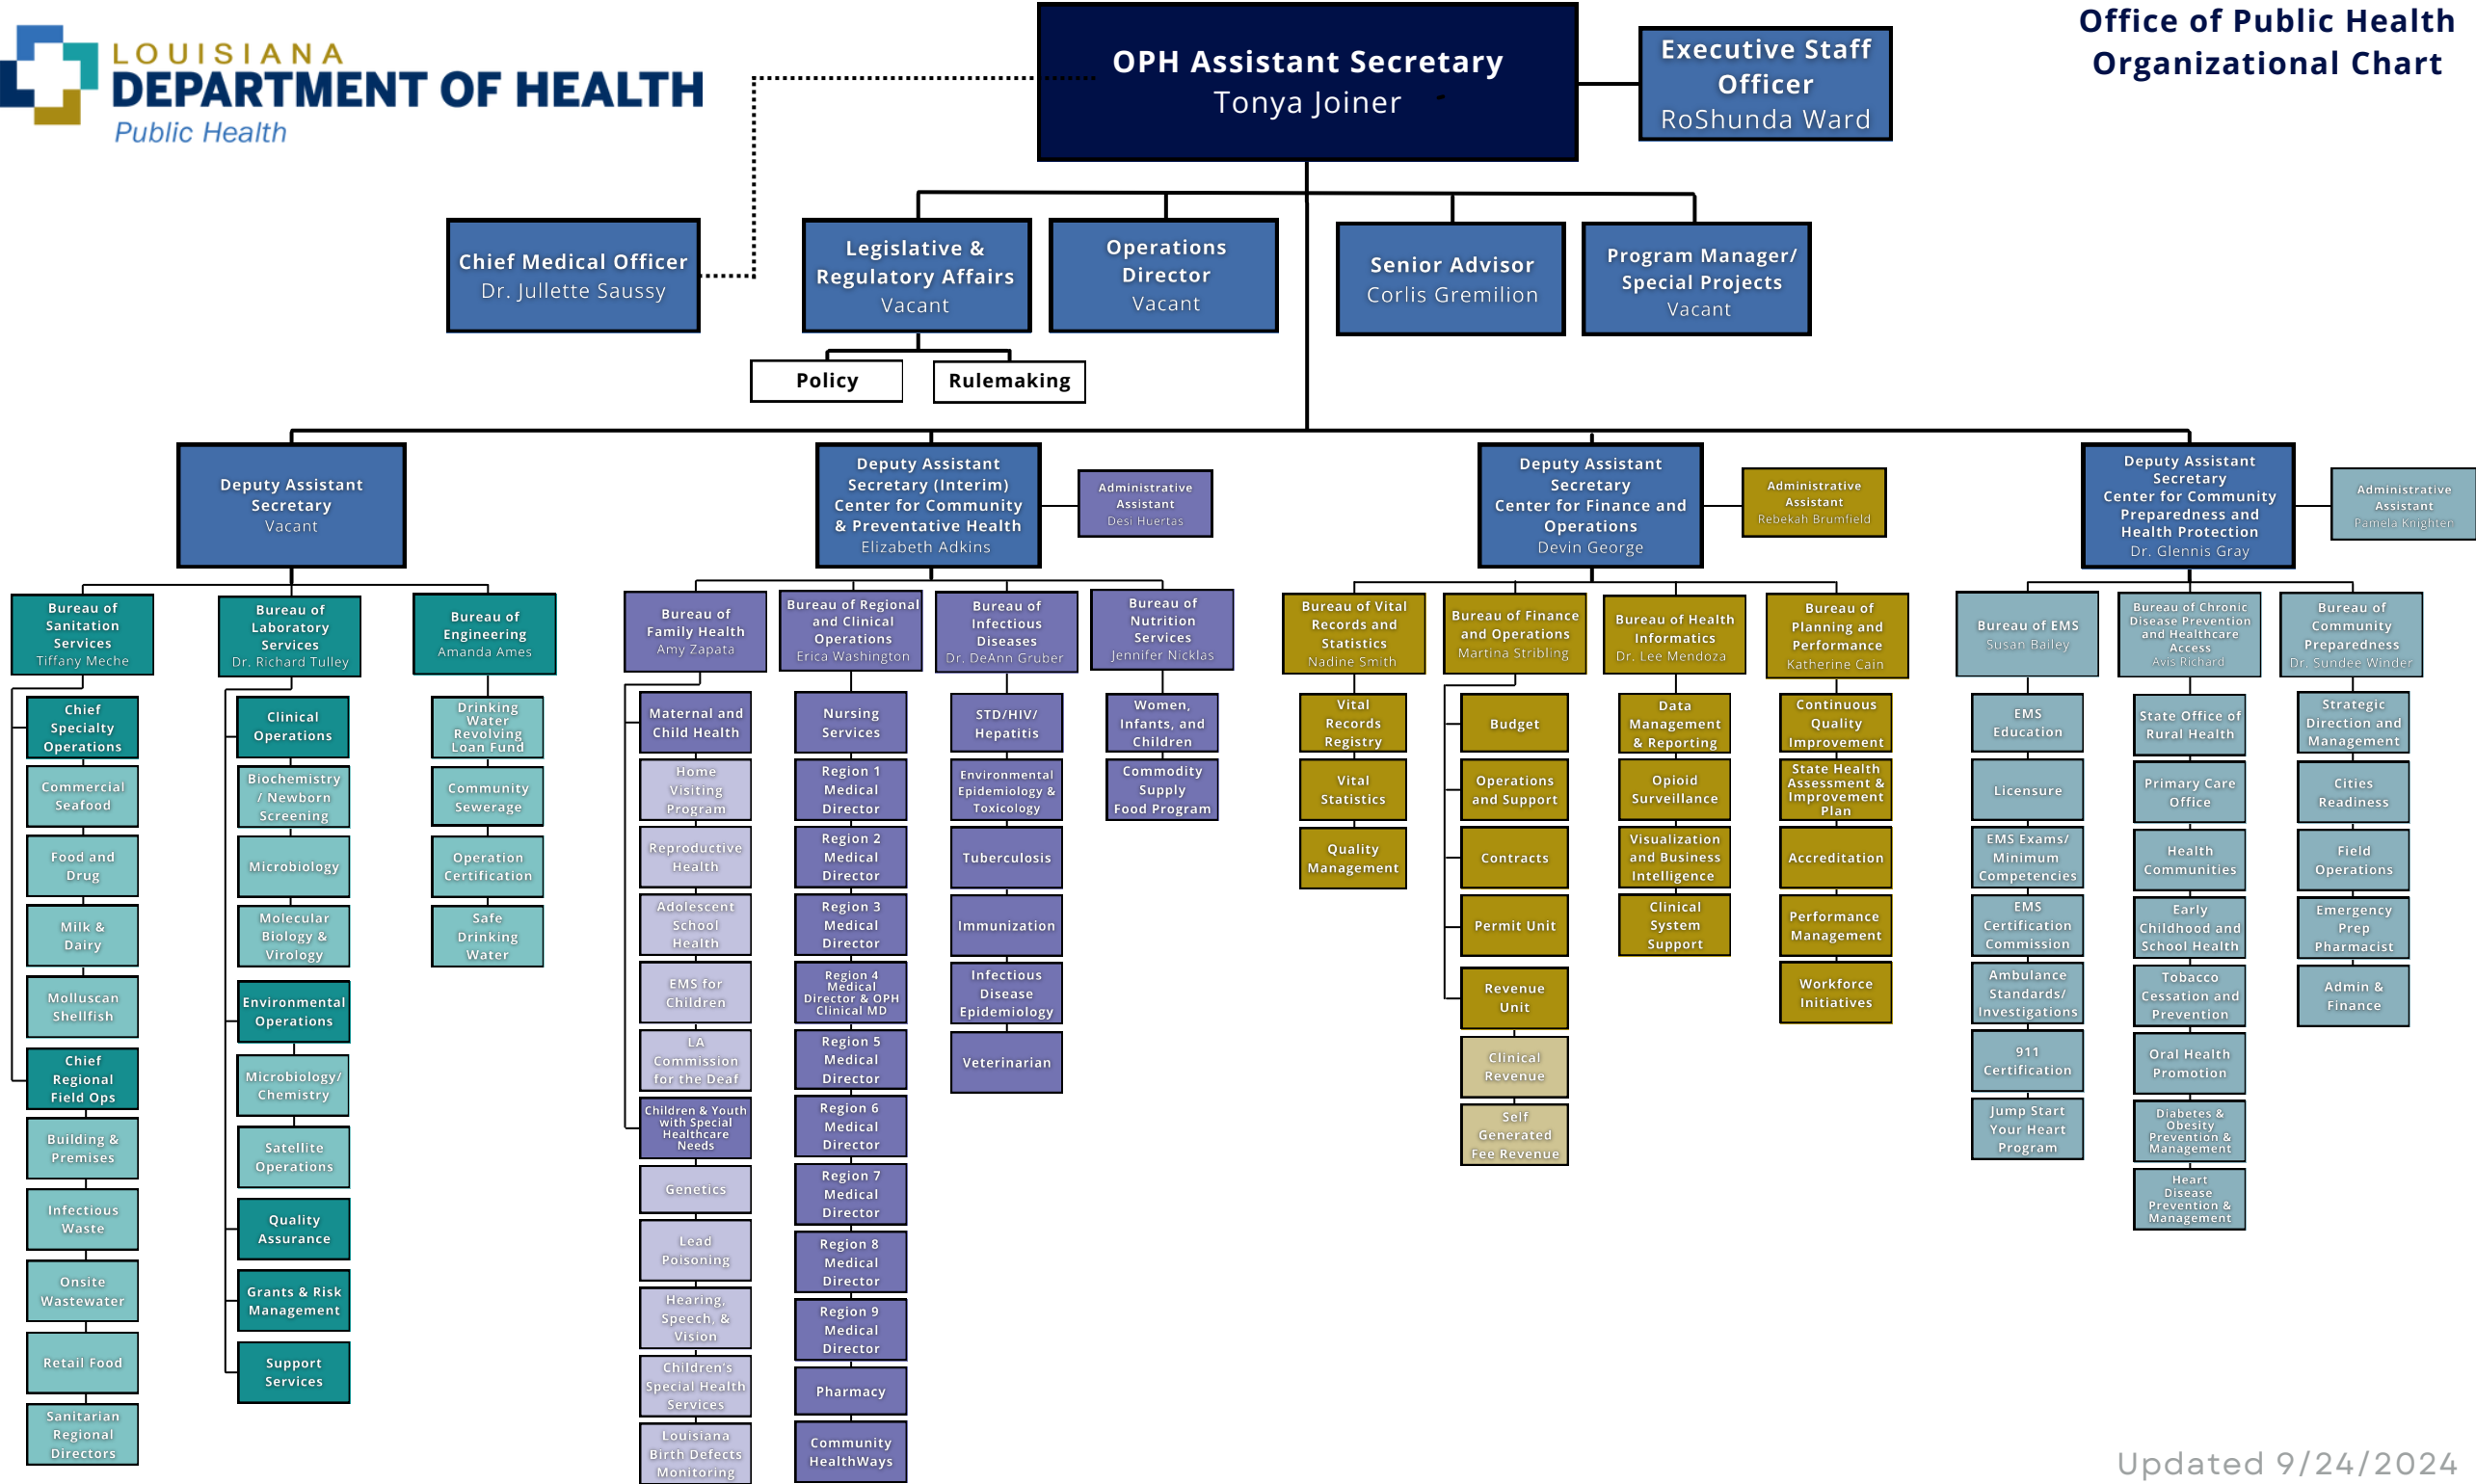 LOUISIANA
DEPARTMENT OF HEALTH
Public Health
Office of Public Health
Organizational Chart
OPH Assistant Secretary
Tonya Joiner
Executive Staff
Officer
RoShunda Ward
Chief Medical Officer
Dr. Jullette Saussy
Legislative &
Regulatory Affairs
Vacant
Operations
Director
Vacant
Senior Advisor
Corlis Gremilion
Program Manager/
Special Projects
Vacant
Policy
Rulemaking
Deputy Assistant
Secretary
Vacant
Deputy Assistant
Secretary (Interim)
Center for Community
& Preventative Health
Elizabeth Adkins
Administrative
Assistant
Desi Huertas
Deputy Assistant
Secretary
Center for Finance and
Operations
Devin George
Administrative
Assistant
Rebekah Brumfield
Deputy Assistant
Secretary
Center for Community
Preparedness and
Health Protection
Dr. Glennis Gray
Administrative
Assistant
Pamela Knighten
Bureau of
Sanitation
Services
Tiffany Meche
Chief
Specialty
Operations
Commercial
Seafood
Food and
Drug
Milk &
Dairy
Molluscan
Shellfish
Chief
Regional
Field Ops
Building &
Premises
Infectious
Waste
Onsite
Wastewater
Retail Food
Sanitarian
Regional
Directors
Bureau of
Laboratory
Services
Dr. Richard Tulley
Clinical
Operations
Biochemistry
/ Newborn
Screening
Microbiology
Molecular
Biology &
Virology
Environmental
Operations
Microbiology/
Chemistry
Satellite
Operations
Quality
Assurance
Grants & Risk
Management
Support
Services
Bureau of
Engineering
Amanda Ames
Drinking
Water
Revolving
Loan Fund
Community
Sewerage
Operation
Certification
Safe
Drinking
Water
Bureau of
Family Health
Amy Zapata
Maternal and
Child Health
Home
Visiting
Program
Reproductive
Health
Adolescent
School
Health
EMS for
Children
LA
Commission
for the Deaf
Children & Youth
with Special
Healthcare
Needs
Genetics
Lead
Poisoning
Hearing,
Speech, &
Vision
Children's
Special Health
Services
Louisiana
Birth Defects
Monitoring
Bureau of Regional
and Clinical
Operations
Erica Washington
Nursing
Services
Region 1
Medical
Director
Region 2
Medical
Director
Region 3
Medical
Director
Region 4
Medical
Director & OPH
Clinical MD
Region 5
Medical
Director
Region 6
Medical
Director
Region 7
Medical
Director
Region 8
Medical
Director
Region 9
Medical
Director
Pharmacy
Community
HealthWays
Bureau of
Infectious
Diseases
Dr. DeAnn Gruber
STD/HIV/
Hepatitis
Environmental
Epidemiology &
Toxicology
Tuberculosis
Immunization
Infectious
Disease
Epidemiology
Veterinarian
Bureau of
Nutrition
Services
Jennifer Nicklas
Women,
Infants, and
Children
Commodity
Supply
Food Program
Bureau of Vital
Records and
Statistics
Nadine Smith
Vital
Records
Registry
Vital
Statistics
Quality
Management
Bureau of Finance
and Operations
Martina Stribling
Budget
Operations
and Support
Contracts
Permit Unit
Revenue
Unit
Clinical
Revenue
Self
Generated
Fee Revenue
Bureau of Health
Informatics
Dr. Lee Mendoza
Data
Management
& Reporting
Opioid
Surveillance
Visualization
and Business
Intelligence
Clinical
System
Support
Bureau of
Planning and
Performance
Katherine Cain
Continuous
Quality
Improvement
State Health
Assessment &
Improvement
Plan
Accreditation
Performance
Management
Workforce
Initiatives
Bureau of EMS
Susan Bailey
EMS
Education
Licensure
EMS Exams/
Minimum
Competencies
EMS
Certification
Commission
Ambulance
Standards/
Investigations
911
Certification
Jump Start
Your Heart
Program
Bureau of Chronic
Disease Prevention
and Healthcare
Access
Avis Richard
State Office of
Rural Health
Primary Care
Office
Health
Communities
Early
Childhood and
School Health
Tobacco
Cessation and
Prevention
Oral Health
Promotion
Diabetes &
Obesity
Prevention &
Management
Heart
Disease
Prevention &
Management
Bureau of
Community
Preparedness
Dr. Sundee Winder
Strategic
Direction and
Management
Cities
Readiness
Field
Operations
Emergency
Prep
Pharmacist
Admin &
Finance
Updated 9/24/2024